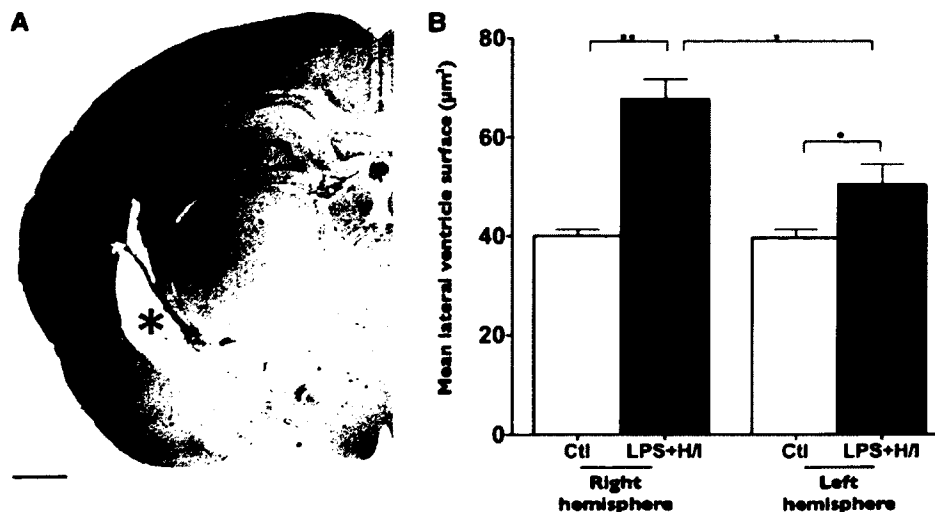 A
*
B
Mean lateral ventricle surface (µm²)
80
60
40
20
0
**
*
*
Ctl LPS+H/I Ctl LPS+H/I
Right hemisphere
Left hemisphere